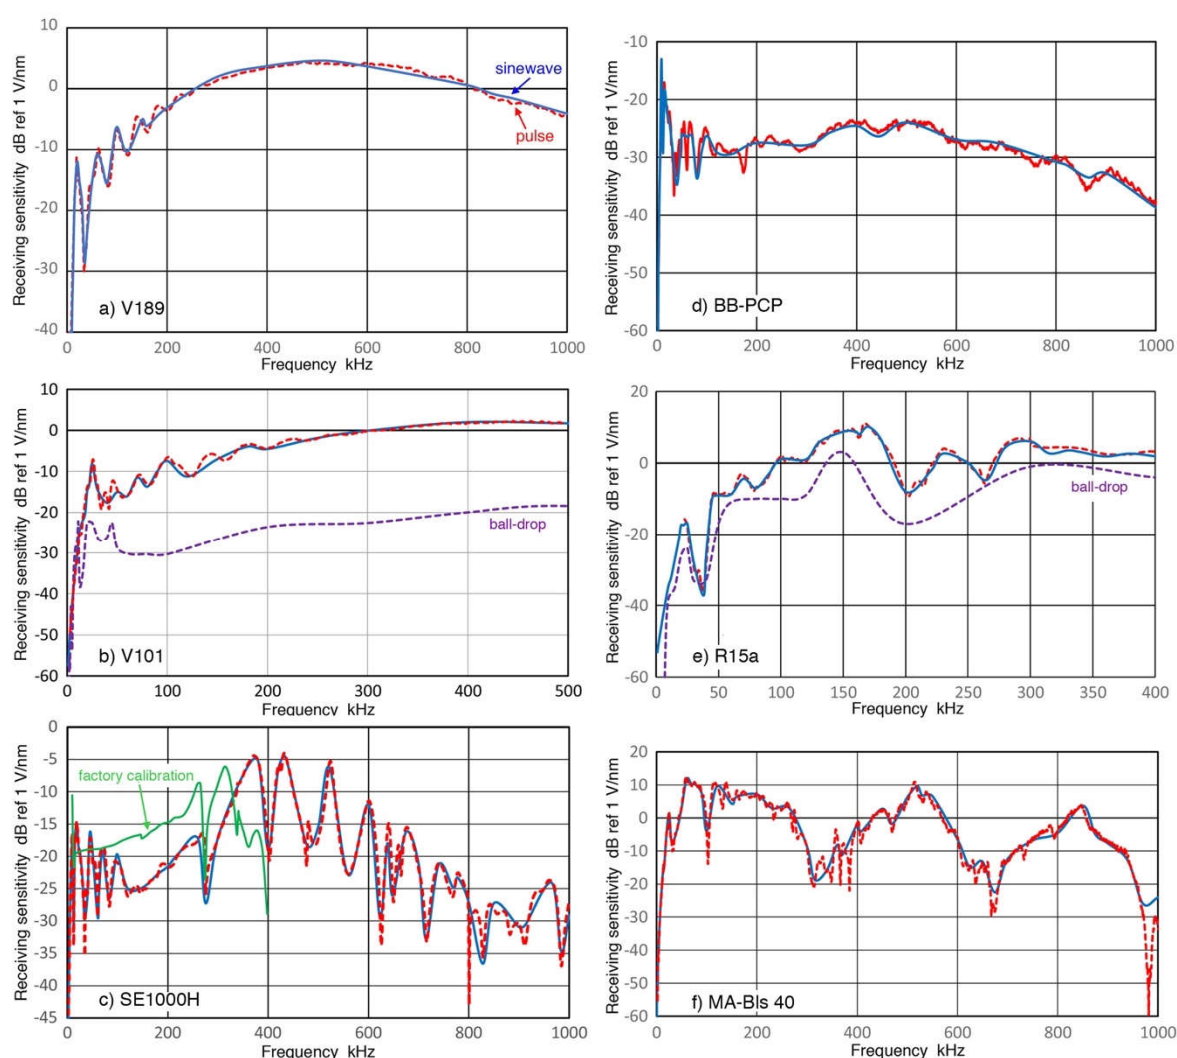 10
0
-10
-20
-30
-40
Receiving sensitivity dB ref 1 V/nm
sinewave
pulse
a) V189
0 200 400 600 800 1000
Frequency kHz
-10
-20
-30
-40
-50
-60
Receiving sensitivity dB ref 1 V/nm
d) BB-PCP
0 200 400 600 800 1000
Frequency kHz
10
0
-10
-20
-30
-40
-50
-60
Receiving sensitivity dB ref 1 V/nm
ball-drop
b) V101
0 100 200 300 400 500
Frequency kHz
20
10
0
-10
-20
-30
-40
-60
Receiving sensitivity dB ref 1 V/nm
ball-drop
e) R15a
0 50 100 150 200 250 300 350 400
Frequency kHz
0
-5
-10
-15
-20
-25
-30
-35
-40
-45
Receiving sensitivity dB ref 1 V/nm
factory calibration
c) SE1000H
0 200 400 600 800 1000
Frequency kHz
20
10
0
-10
-20
-30
-40
-50
-60
Receiving sensitivity dB ref 1 V/nm
f) MA-Bls 40
0 200 400 600 800 1000
Frequency kHz